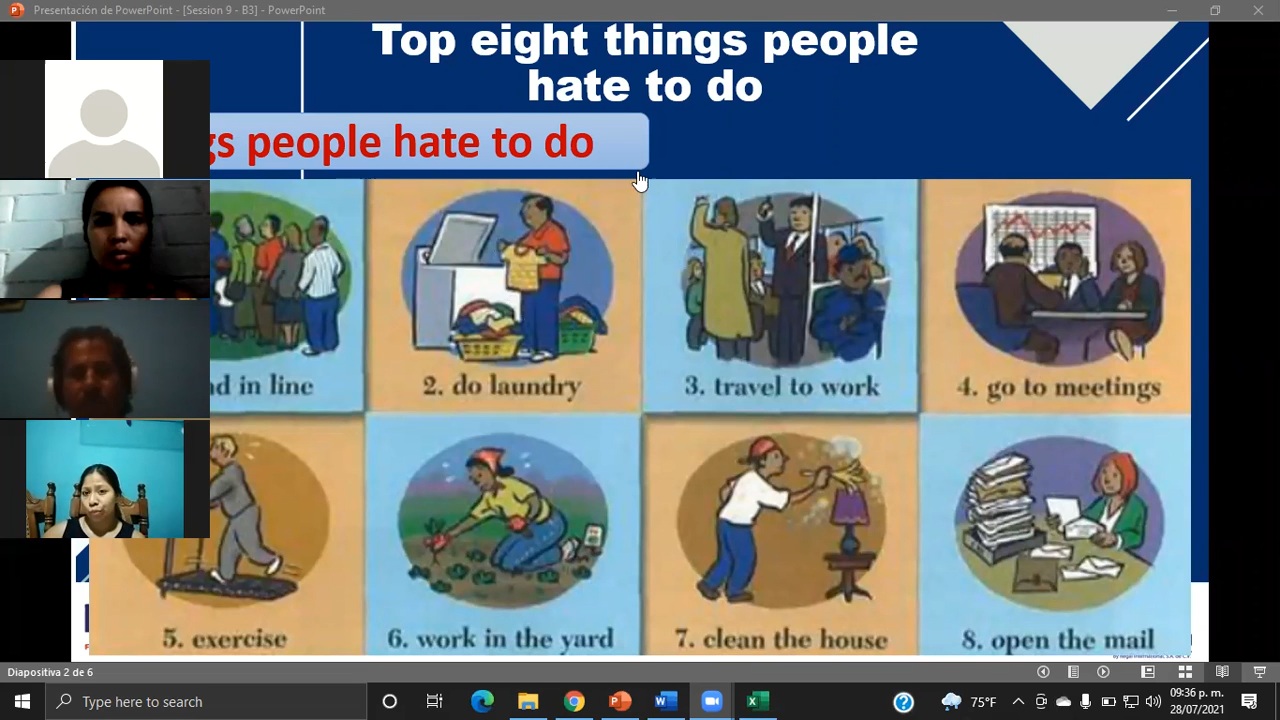 Presentación de PowerPoint - [Session 9 - B3] - PowerPoint
Top eight things people
hate to do
people hate to do
in line
2. do laundry
3. travel to work
4. go to meetings
5. exercise
6. work in the yard
7. clean the house
8. open the mail
Diapositiva 2 de 6
Type here to search
75°F
09:36 p. m.
28/07/2021